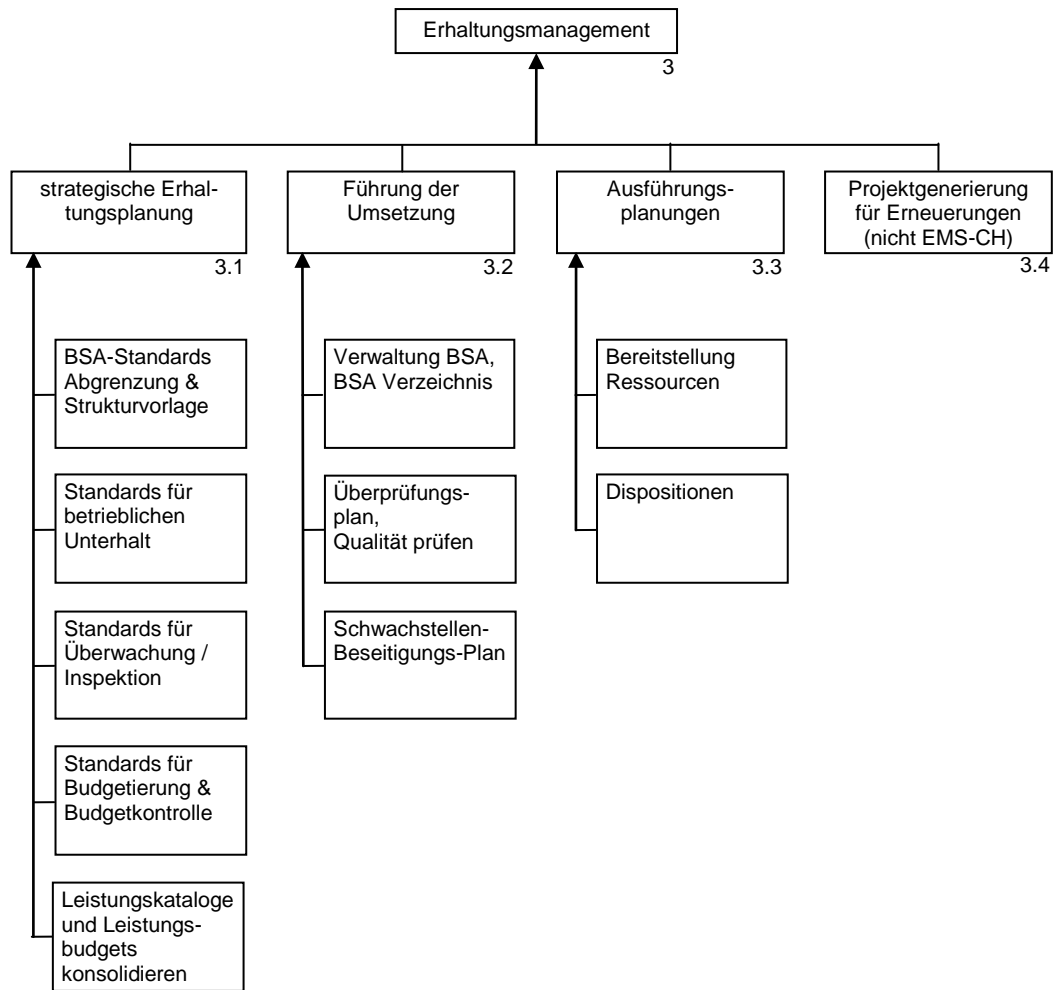 Erhaltungsmanagement
3
strategische Erhal-
tungsplanung
3.1
Führung der
Umsetzung
3.2
Ausführungs-
planungen
3.3
Projektgenerierung
für Erneuerungen
(nicht EMS-CH)
3.4
BSA-Standards
Abgrenzung &
Strukturvorlage
Standards für
betrieblichen
Unterhalt
Standards für
Überwachung /
Inspektion
Standards für
Budgetierung &
Budgetkontrolle
Leistungskataloge
und Leistungs-
budgets
konsolidieren
Verwaltung BSA,
BSA Verzeichnis
Überprüfungs-
plan,
Qualität prüfen
Schwachstellen-
Beseitigungs-Plan
Bereitstellung
Ressourcen
Dispositionen